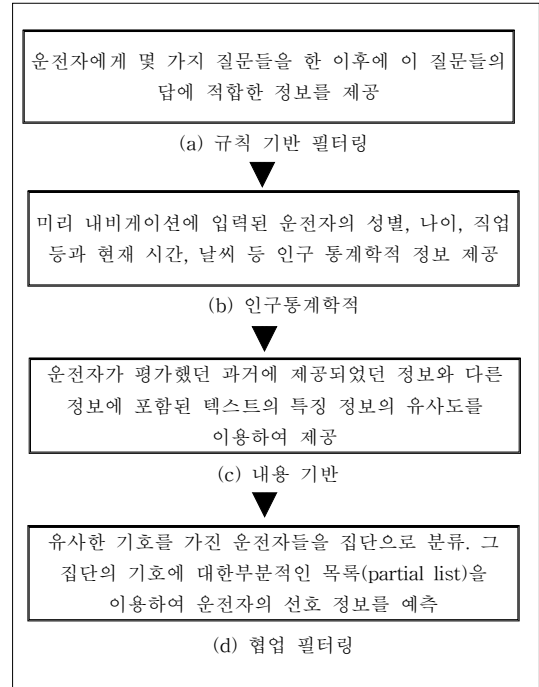 운전자에게 몇 가지 질문들을 한 이후에 이 질문들의
답에 적합한 정보를 제공
(a) 규칙 기반 필터링
미리 내비게이션에 입력된 운전자의 성별, 나이, 직업
등과 현재 시간, 날씨 등 인구 통계학적 정보 제공
(b) 인구통계학적
운전자가 평가했던 과거에 제공되었던 정보와 다른
정보에 포함된 텍스트의 특징 정보의 유사도를
이용하여 제공
(c) 내용 기반
유사한 기호를 가진 운전자들을 집단으로 분류. 그
집단의 기호에 대한부분적인 목록(partial list)을
이용하여 운전자의 선호 정보를 예측
(d) 협업 필터링